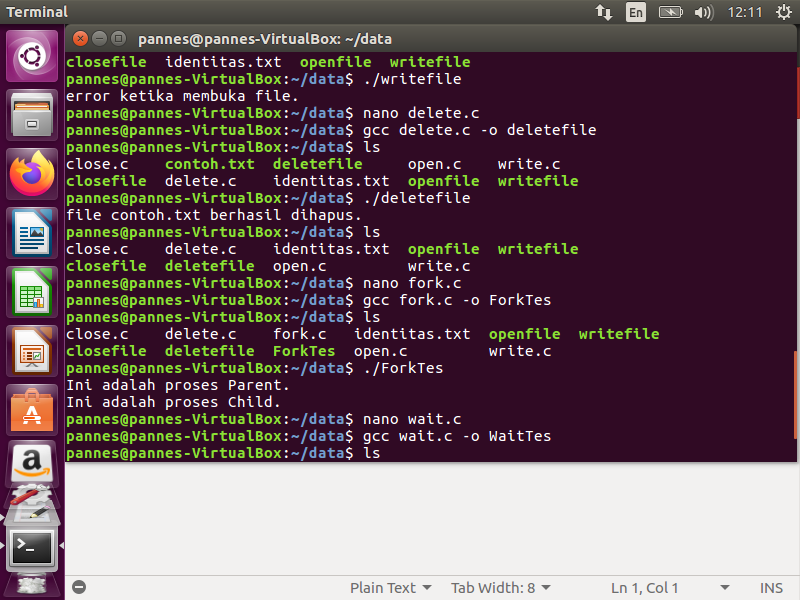 Terminal
En
12:11
pannes@pannes-VirtualBox: ~/data
closefile  identitas.txt  openfile  writefile
pannes@pannes-VirtualBox:~/data$ ./writefile
error ketika membuka file.
pannes@pannes-VirtualBox:~/data$ nano delete.c
pannes@pannes-VirtualBox:~/data$ gcc delete.c -o deletefile
pannes@pannes-VirtualBox:~/data$ ls
close.c    contoh.txt  deletefile     open.c    write.c
closefile  delete.c    identitas.txt  openfile  writefile
pannes@pannes-VirtualBox:~/data$ ./deletefile
file contoh.txt berhasil dihapus.
pannes@pannes-VirtualBox:~/data$ ls
close.c    delete.c    identitas.txt  openfile  writefile
closefile  deletefile  open.c         write.c
pannes@pannes-VirtualBox:~/data$ nano fork.c
pannes@pannes-VirtualBox:~/data$ gcc fork.c -o ForkTes
pannes@pannes-VirtualBox:~/data$ ls
close.c    delete.c    fork.c   identitas.txt  openfile  writefile
closefile  deletefile  ForkTes  open.c         write.c
pannes@pannes-VirtualBox:~/data$ ./ForkTes
Ini adalah proses Parent.
Ini adalah proses Child.
pannes@pannes-VirtualBox:~/data$ nano wait.c
pannes@pannes-VirtualBox:~/data$ gcc wait.c -o WaitTes
pannes@pannes-VirtualBox:~/data$ ls
Plain Text
Tab Width: 8
Ln 1, Col 1
INS